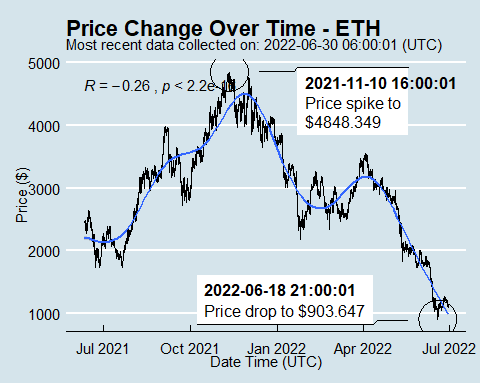 Price Change Over Time - ETH
Most recent data collected on: 2022-06-30 06:00:01 (UTC)
5000
R = −0.26 , p < 2.2e-
2021-11-10 16:00:01
Price spike to
$4848.349
4000
3000
Price ($)
2000
2022-06-18 21:00:01
Price drop to $903.647
1000
Jul 2021 Oct 2021 Jan 2022 Apr 2022 Jul 2022
Date Time (UTC)